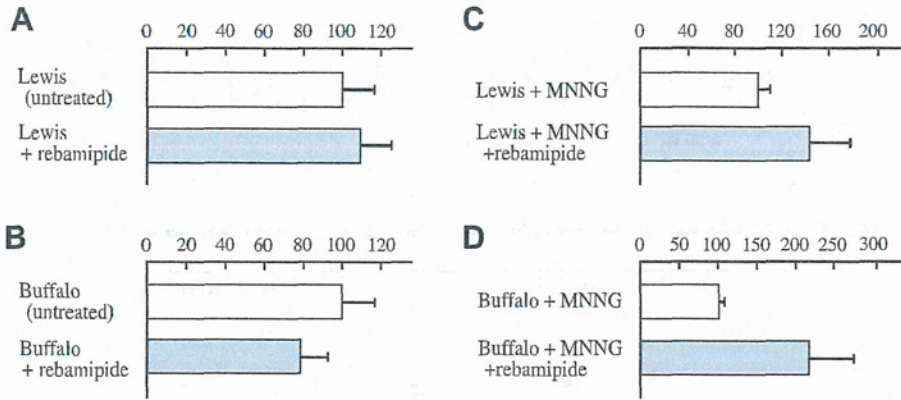 A
0 20 40 60 80 100 120
Lewis
(untreated)
Lewis
+ rebamipide
B
0 20 40 60 80 100 120
Buffalo
(untreated)
Buffalo
+ rebamipide
C
0 40 80 120 160 200
Lewis + MNNG
Lewis + MNNG
+rebamipide
D
0 50 100 150 200 250 300
Buffalo + MNNG
Buffalo + MNNG
+rebamipide